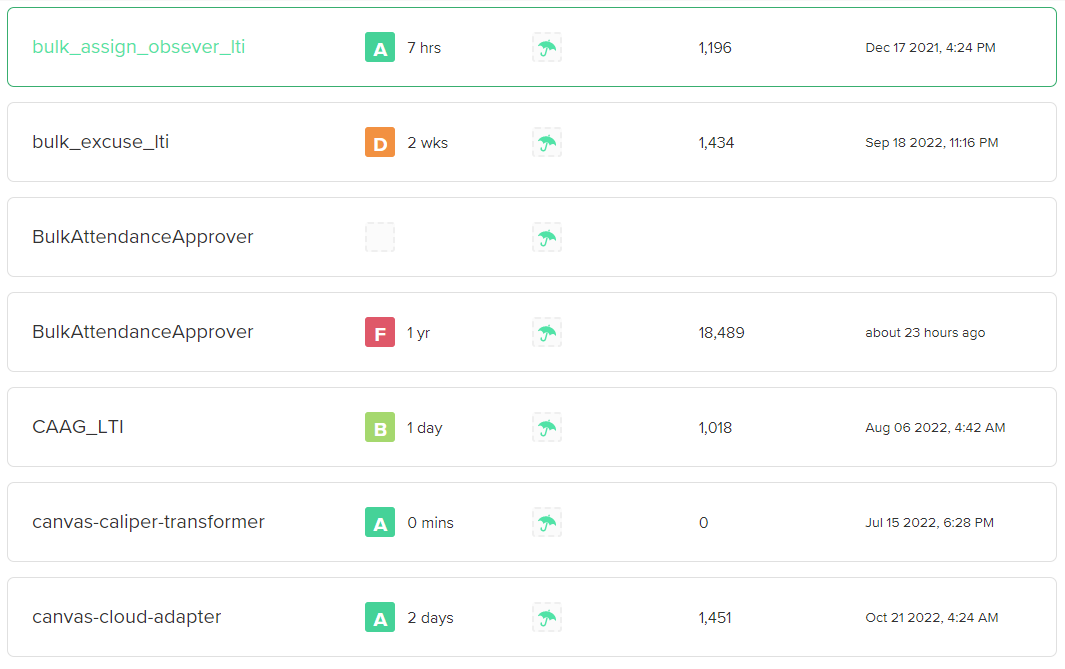 bulk_assign_obsever_lti A 7 hrs 1,196 Dec 17 2021, 4:24 PM
bulk_excuse_lti D 2 wks 1,434 Sep 18 2022, 11:16 PM
BulkAttendanceApprover
BulkAttendanceApprover F 1 yr 18,489 about 23 hours ago
CAAG_LTI B 1 day 1,018 Aug 06 2022, 4:42 AM
canvas-caliper-transformer A 0 mins 0 Jul 15 2022, 6:28 PM
canvas-cloud-adapter A 2 days 1,451 Oct 21 2022, 4:24 AM